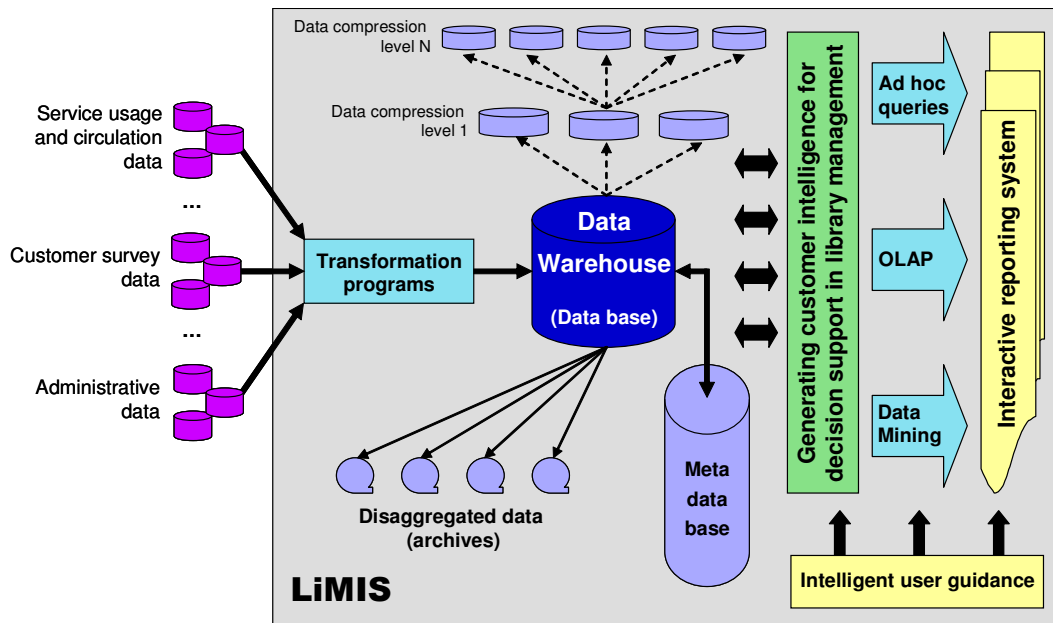 Data compression
level N
Data compression
level 1
Service usage
and circulation
data
...
Customer survey
data
...
Administrative
data
Transformation
programs
Data
Warehouse
(Data base)
Meta
data
base
Disaggregated data
(archives)
LiMIS
Generating customer intelligence for
decision support in library management
Ad hoc
queries
OLAP
Data
Mining
Interactive reporting system
Intelligent user guidance